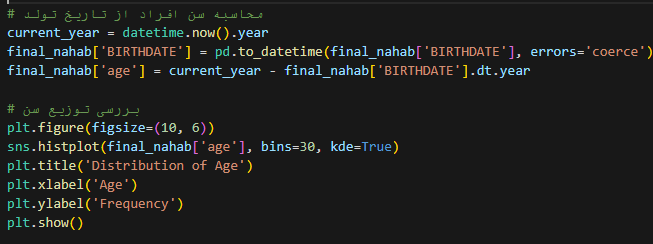 # محاسبه سن افراد از تاریخ تولد
current_year = datetime.now().year
final_nahab['BIRTHDATE'] = pd.to_datetime(final_nahab['BIRTHDATE'], errors='coerce')
final_nahab['age'] = current_year - final_nahab['BIRTHDATE'].dt.year
# بررسی توزیع سن
plt.figure(figsize=(10, 6))
sns.histplot(final_nahab['age'], bins=30, kde=True)
plt.title('Distribution of Age')
plt.xlabel('Age')
plt.ylabel('Frequency')
plt.show()